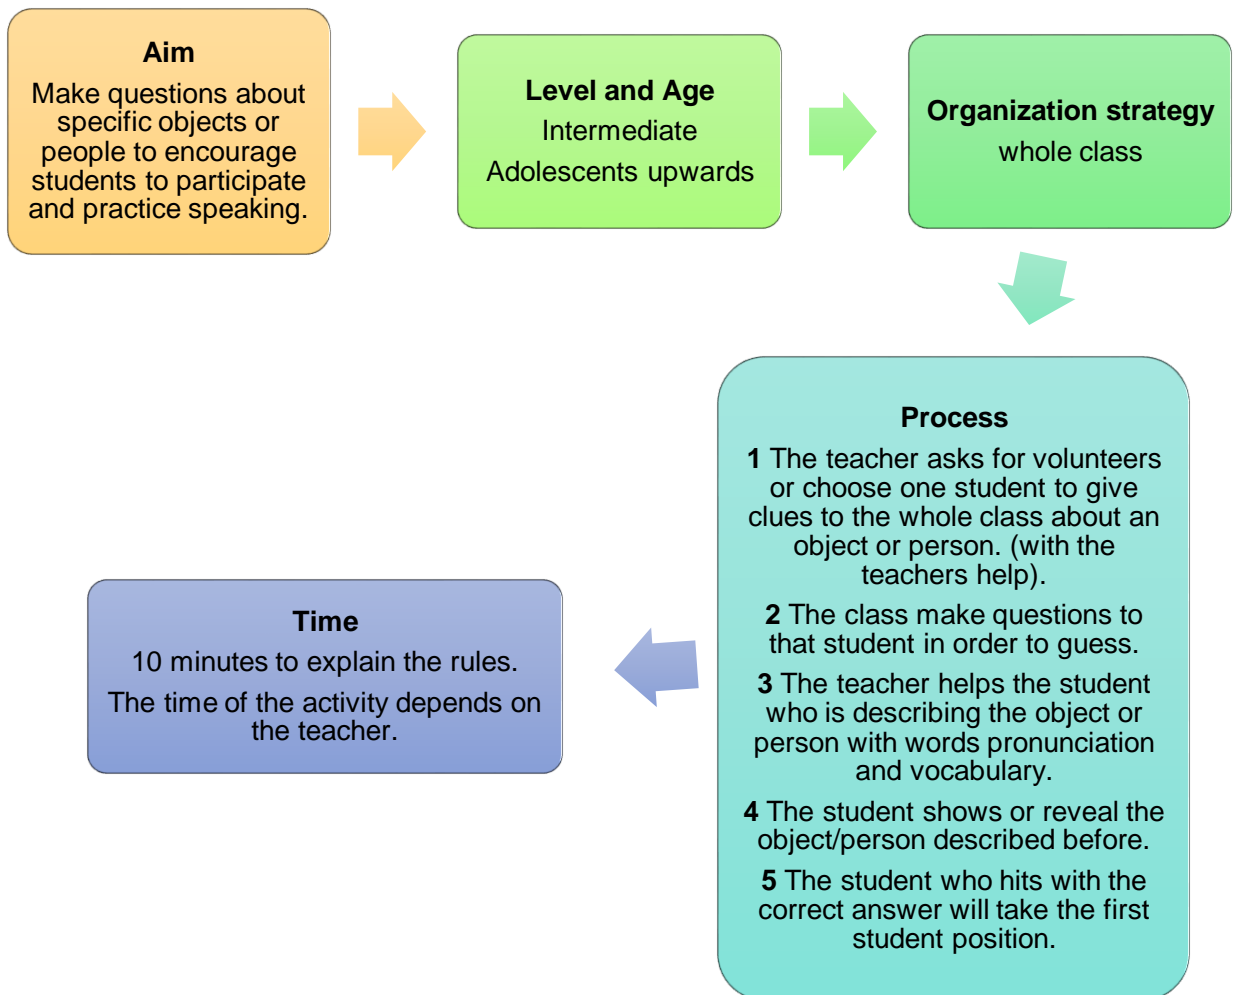 Aim
Make questions about
specific objects or
people to encourage
students to participate
and practice speaking.
Level and Age
Intermediate
Adolescents upwards
Organization strategy
whole class
Process
1 The teacher asks for volunteers
or choose one student to give
clues to the whole class about an
object or person. (with the
teachers help).
2 The class make questions to
that student in order to guess.
3 The teacher helps the student
who is describing the object or
person with words pronunciation
and vocabulary.
4 The student shows or reveal the
object/person described before.
5 The student who hits with the
correct answer will take the first
student position.
Time
10 minutes to explain the rules.
The time of the activity depends on
the teacher.